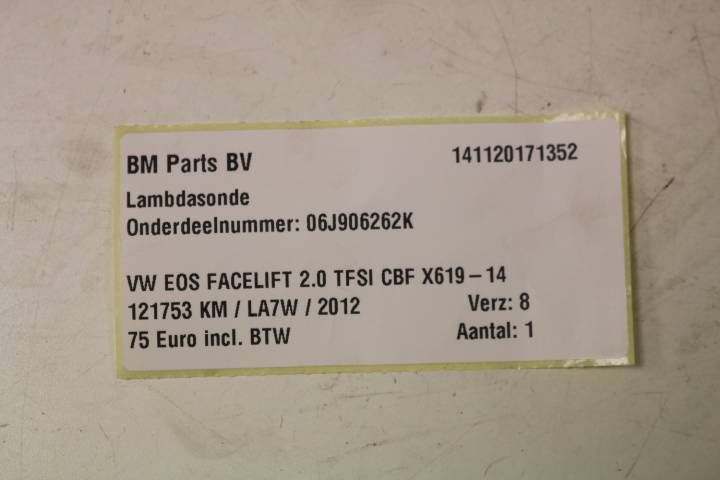 BM Parts BV 141120171352
Lambdasonde
Onderdeelnummer: 06J906262K
VW EOS FACELIFT 2.0 TFSI CBF X619-14
121753 KM / LA7W / 2012 Verz: 8
75 Euro incl. BTW Aantal: 1